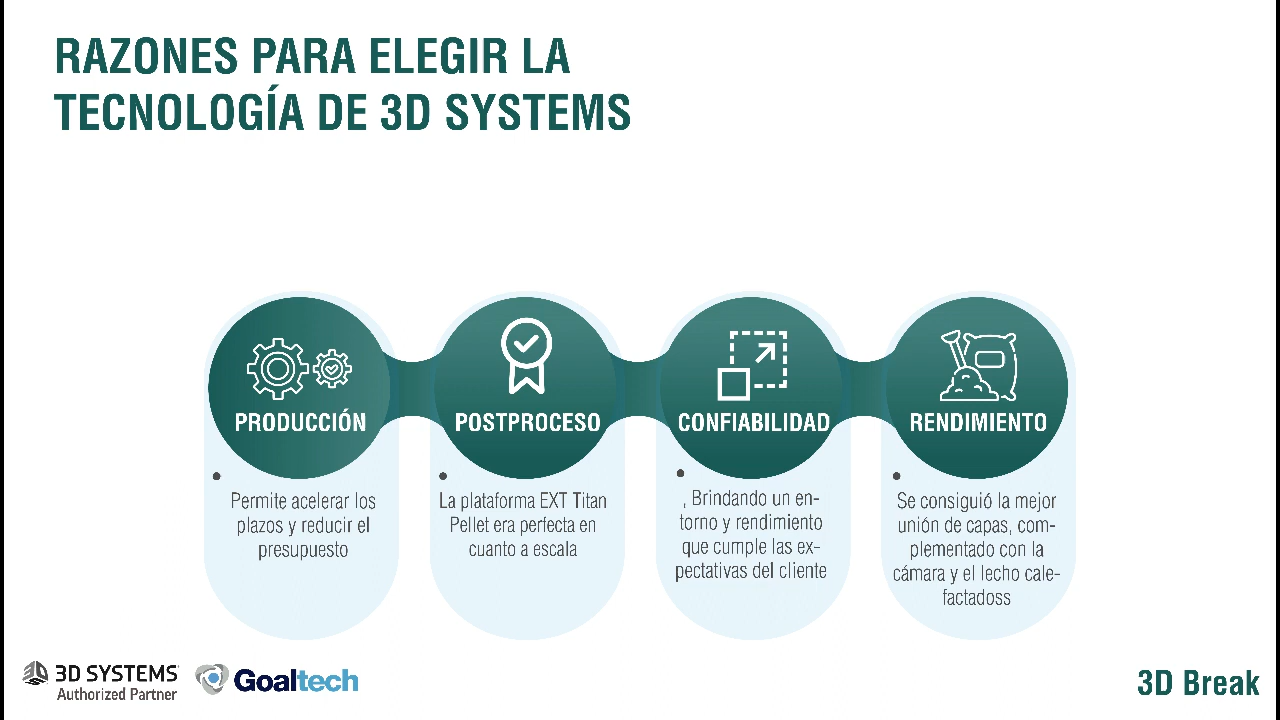 RAZONES PARA ELEGIR LA
TECNOLOGÍA DE 3D SYSTEMS
PRODUCCIÓN
• Permite acelerar los
plazos y reducir el
presupuesto
POSTPROCESO
• La plataforma EXT Titan
Pellet era perfecta en
cuanto a escala
CONFIABILIDAD
• , Brindando un en-
torno y rendimiento
que cumple las ex-
pectativas del cliente
RENDIMIENTO
• Se consiguió la mejor
unión de capas, com-
plementado con la
cámara y el lecho cale-
factadoss
3D SYSTEMS
Authorized Partner
Goaltech
3D Break